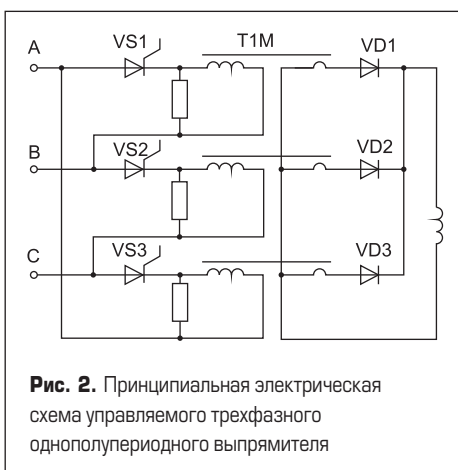 A VS1 T1M VD1
B VS2 VD2
C VS3 VD3
Рис. 2. Принципиальная электрическая
схема управляемого трехфазного
однополупериодного выпрямителя